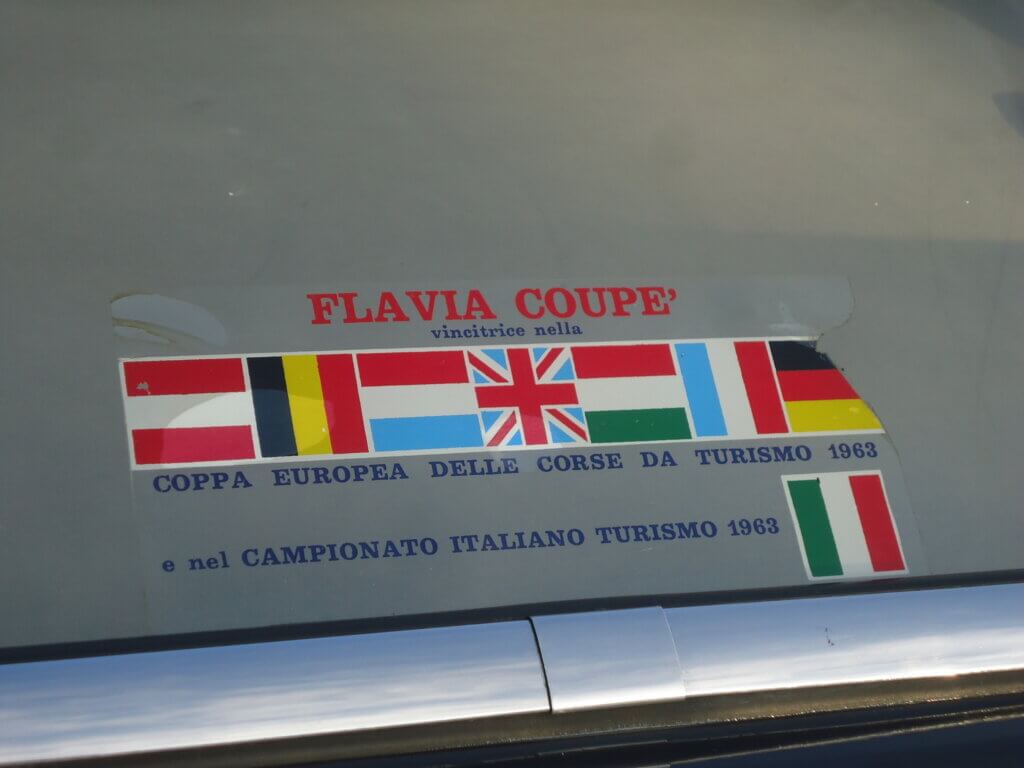 FLAVIA COUPE'
vincitrice nella
COPPA EUROPEA DELLE CORSE DA TURISMO 1963
e nel CAMPIONATO ITALIANO TURISMO 1963